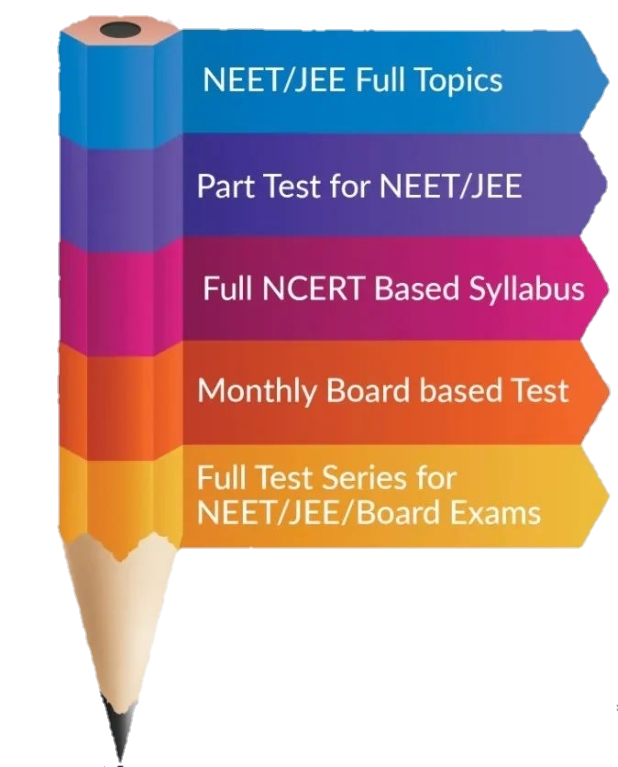 NEET/JEE Full Topics
Part Test for NEET/JEE
Full NCERT Based Syllabus
Monthly Board based Test
Full Test Series for
NEET/JEE/Board Exams